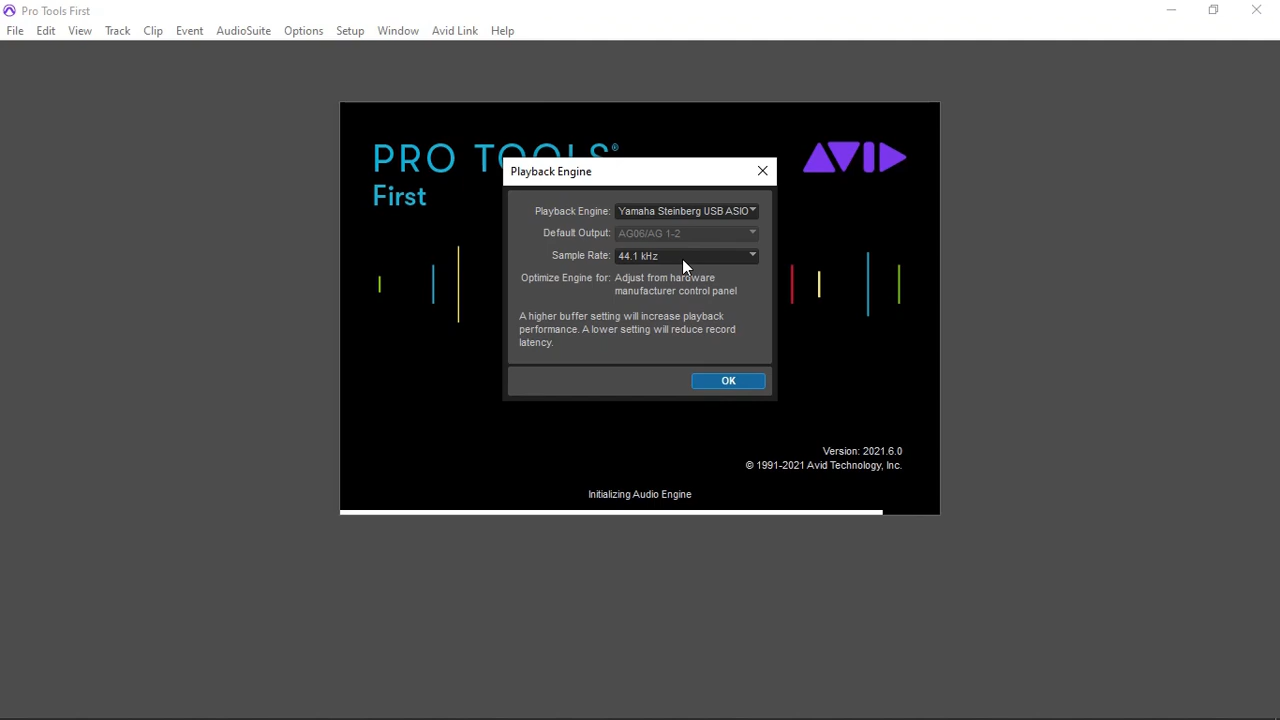 Pro Tools First
File Edit View Track Clip Event AudioSuite Options Setup Window Avid Link Help
PRO TOOLS®
First
AVID
Playback Engine
Playback Engine: Yamaha Steinberg USB ASIO
Default Output: AG06/AG 1-2
Sample Rate: 44.1 kHz
Optimize Engine for: Adjust from hardware
manufacturer control panel
A higher buffer setting will increase playback
performance. A lower setting will reduce record
latency.
OK
Version: 2021.6.0
© 1991-2021 Avid Technology, Inc.
Initializing Audio Engine